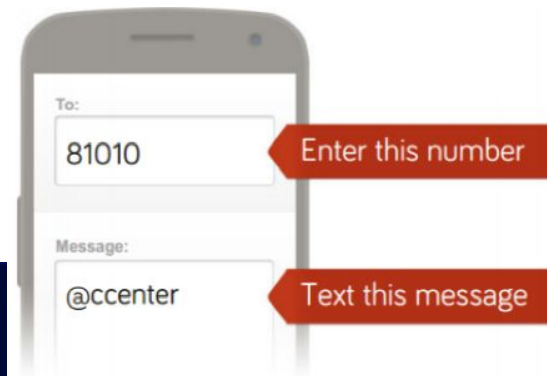 To:
81010
Enter this number
Message:
@ccenter
Text this message